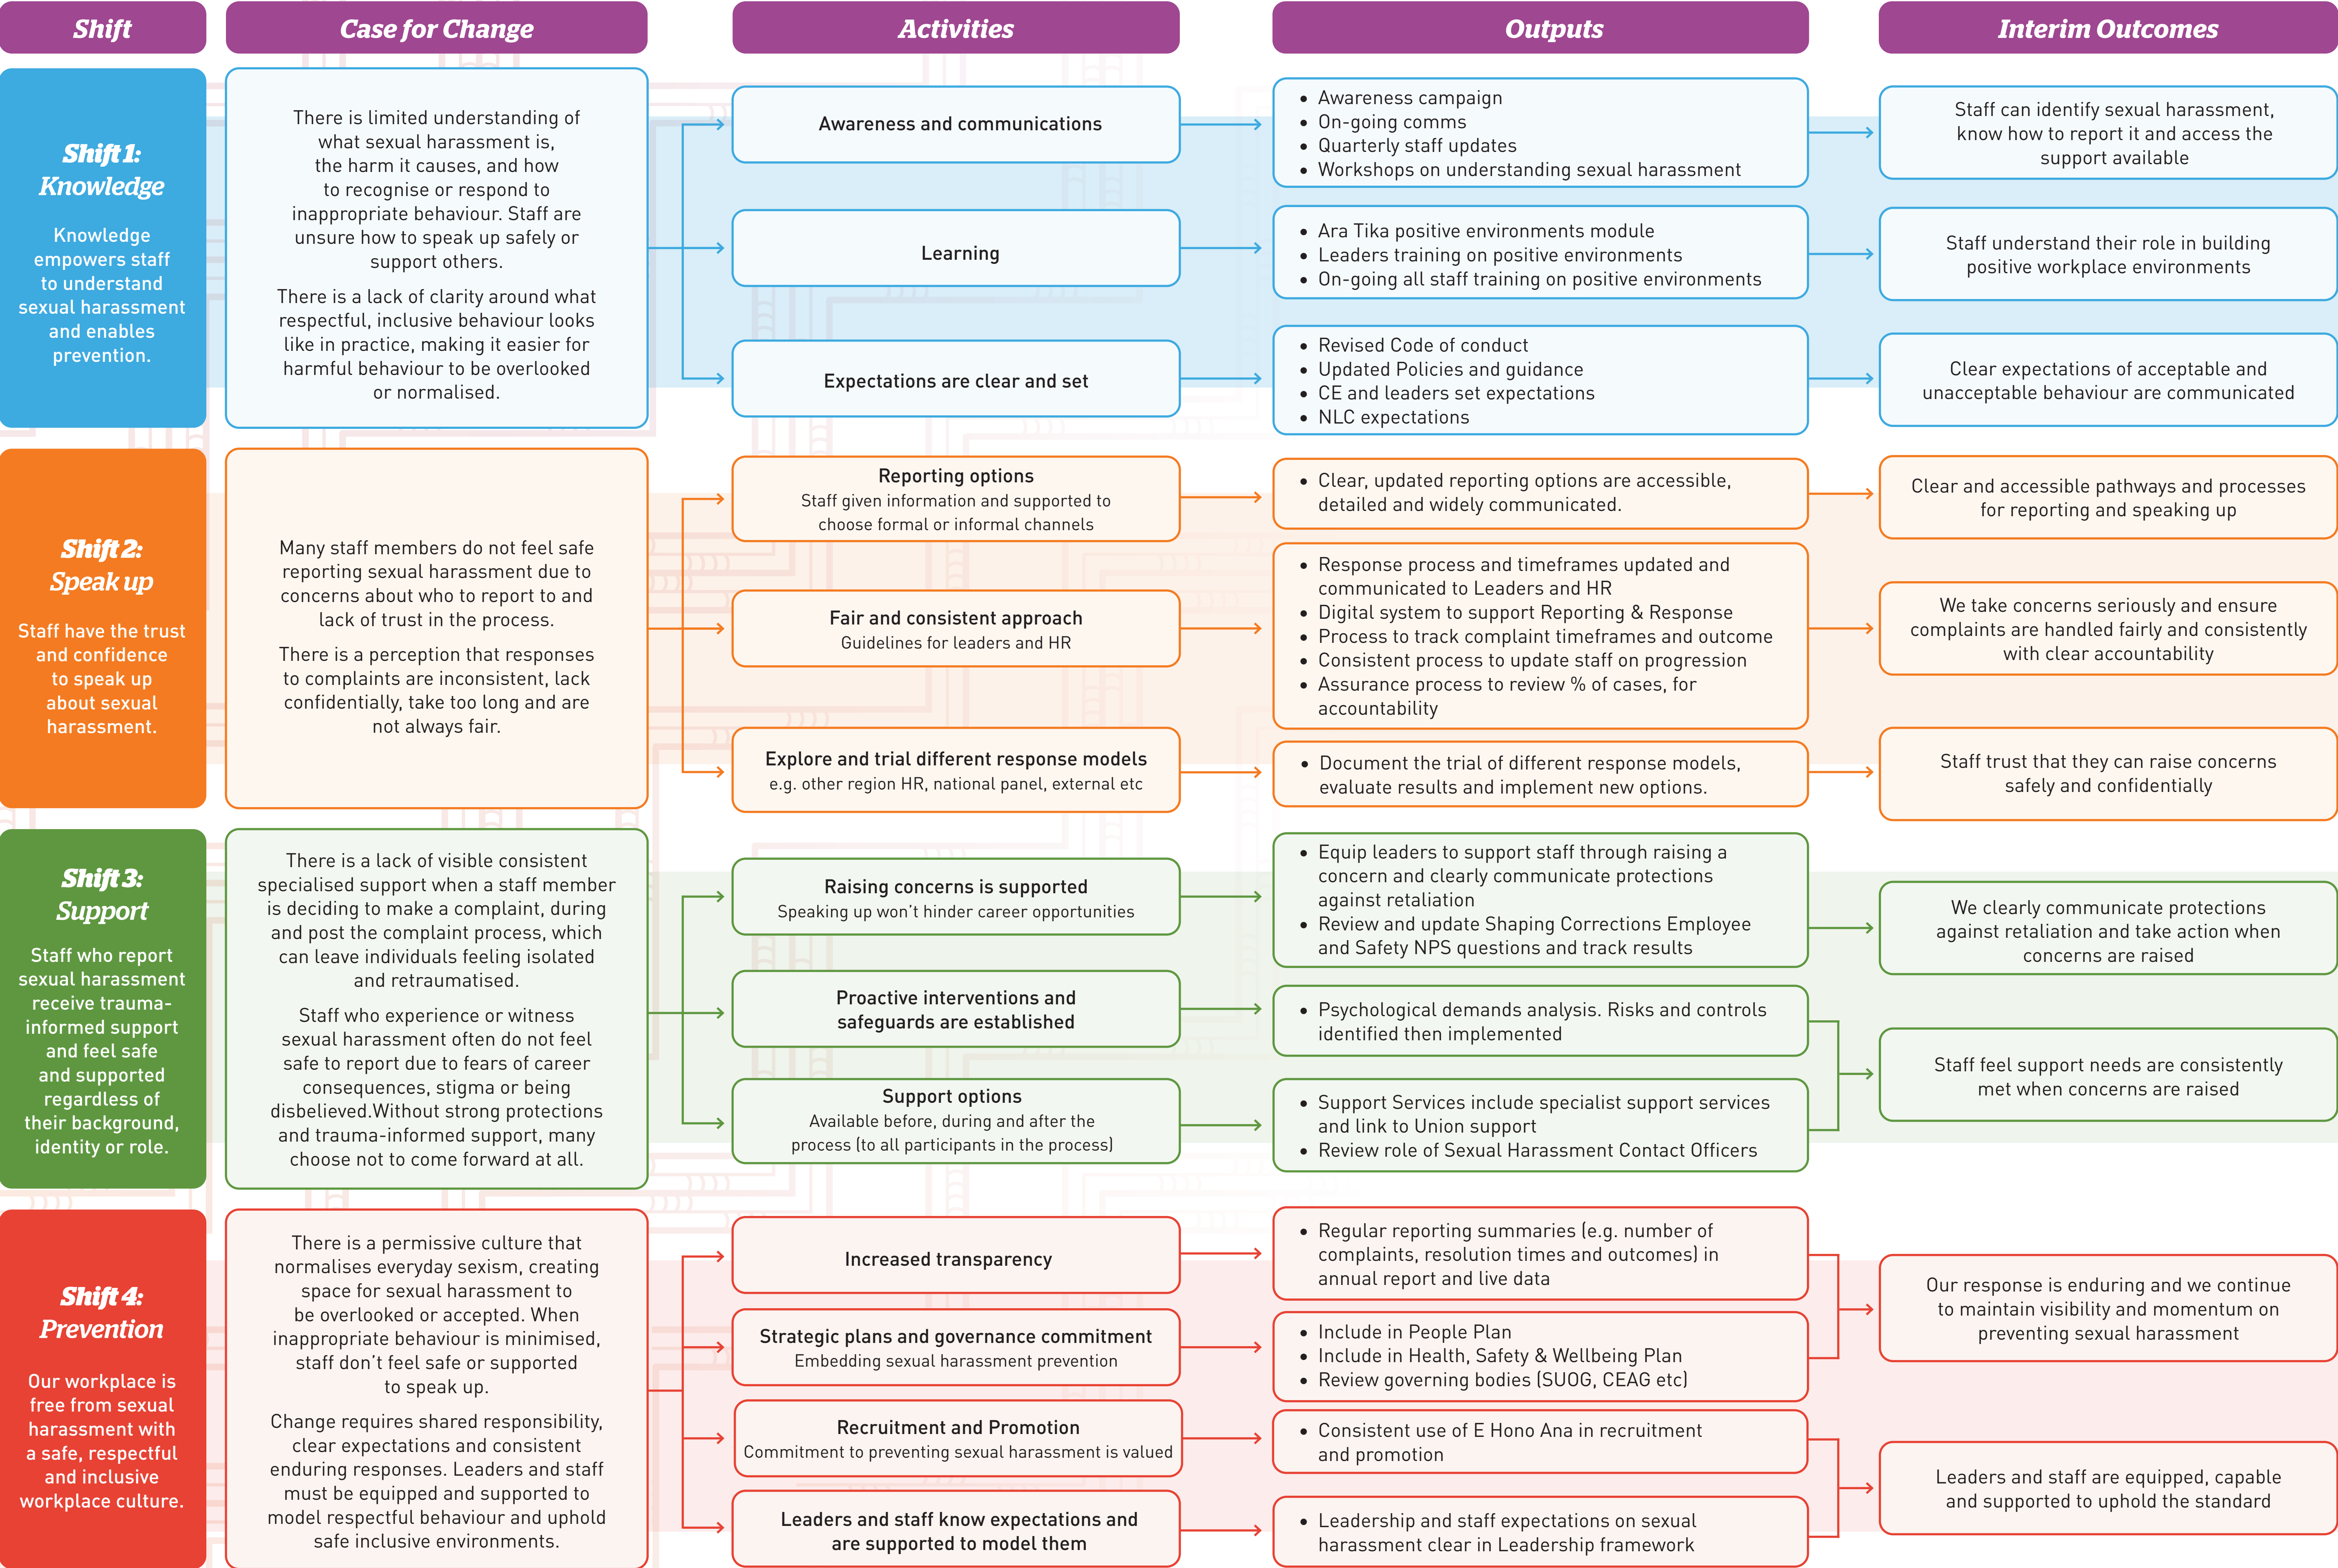 Shift
Case for Change
Activities
Outputs
Interim Outcomes
Shift 1:
Knowledge
Knowledge
empowers staff
to understand
sexual harassment
and enables
prevention.
There is limited understanding of
what sexual harassment is,
the harm it causes, and how
to recognise or respond to
inappropriate behaviour. Staff are
unsure how to speak up safely or
support others.
There is a lack of clarity around what
respectful, inclusive behaviour looks
like in practice, making it easier for
harmful behaviour to be overlooked
or normalised.
Awareness and communications
• Awareness campaign
• On-going comms
• Quarterly staff updates
• Workshops on understanding sexual harassment
Staff can identify sexual harassment,
know how to report it and access the
support available
Learning
• Ara Tika positive environments module
• Leaders training on positive environments
• On-going all staff training on positive environments
Staff understand their role in building
positive workplace environments
Expectations are clear and set
• Revised Code of conduct
• Updated Policies and guidance
• CE and leaders set expectations
• NLC expectations
Clear expectations of acceptable and
unacceptable behaviour are communicated
Shift 2:
Speak up
Staff have the trust
and confidence
to speak up
about sexual
harassment.
Many staff members do not feel safe
reporting sexual harassment due to
concerns about who to report to and
lack of trust in the process.
There is a perception that responses
to complaints are inconsistent, lack
confidentially, take too long and are
not always fair.
Reporting options
Staff given information and supported to
choose formal or informal channels
• Clear, updated reporting options are accessible,
detailed and widely communicated.
Clear and accessible pathways and processes
for reporting and speaking up
Fair and consistent approach
Guidelines for leaders and HR
• Response process and timeframes updated and
communicated to Leaders and HR
• Digital system to support Reporting & Response
• Process to track complaint timeframes and outcome
• Consistent process to update staff on progression
• Assurance process to review % of cases, for
accountability
We take concerns seriously and ensure
complaints are handled fairly and consistently
with clear accountability
Explore and trial different response models
e.g. other region HR, national panel, external etc
• Document the trial of different response models,
evaluate results and implement new options.
Staff trust that they can raise concerns
safely and confidentially
Shift 3:
Support
Staff who report
sexual harassment
receive trauma-
informed support
and feel safe
and supported
regardless of
their background,
identity or role.
There is a lack of visible consistent
specialised support when a staff member
is deciding to make a complaint, during
and post the complaint process, which
can leave individuals feeling isolated
and retraumatised.
Staff who experience or witness
sexual harassment often do not feel
safe to report due to fears of career
consequences, stigma or being
disbelieved.Without strong protections
and trauma-informed support, many
choose not to come forward at all.
Raising concerns is supported
Speaking up won't hinder career opportunities
• Equip leaders to support staff through raising a
concern and clearly communicate protections
against retaliation
• Review and update Shaping Corrections Employee
and Safety NPS questions and track results
We clearly communicate protections
against retaliation and take action when
concerns are raised
Proactive interventions and
safeguards are established
• Psychological demands analysis. Risks and controls
identified then implemented
Support options
Available before, during and after the
process (to all participants in the process)
• Support Services include specialist support services
and link to Union support
• Review role of Sexual Harassment Contact Officers
Staff feel support needs are consistently
met when concerns are raised
Shift 4:
Prevention
Our workplace is
free from sexual
harassment with
a safe, respectful
and inclusive
workplace culture.
There is a permissive culture that
normalises everyday sexism, creating
space for sexual harassment to
be overlooked or accepted. When
inappropriate behaviour is minimised,
staff don't feel safe or supported
to speak up.
Change requires shared responsibility,
clear expectations and consistent
enduring responses. Leaders and staff
must be equipped and supported to
model respectful behaviour and uphold
safe inclusive environments.
Increased transparency
• Regular reporting summaries (e.g. number of
complaints, resolution times and outcomes) in
annual report and live data
Strategic plans and governance commitment
Embedding sexual harassment prevention
• Include in People Plan
• Include in Health, Safety & Wellbeing Plan
• Review governing bodies (SUOG, CEAG etc)
Our response is enduring and we continue
to maintain visibility and momentum on
preventing sexual harassment
Recruitment and Promotion
Commitment to preventing sexual harassment is valued
• Consistent use of E Hono Ana in recruitment
and promotion
Leaders and staff know expectations and
are supported to model them
• Leadership and staff expectations on sexual
harassment clear in Leadership framework
Leaders and staff are equipped, capable
and supported to uphold the standard